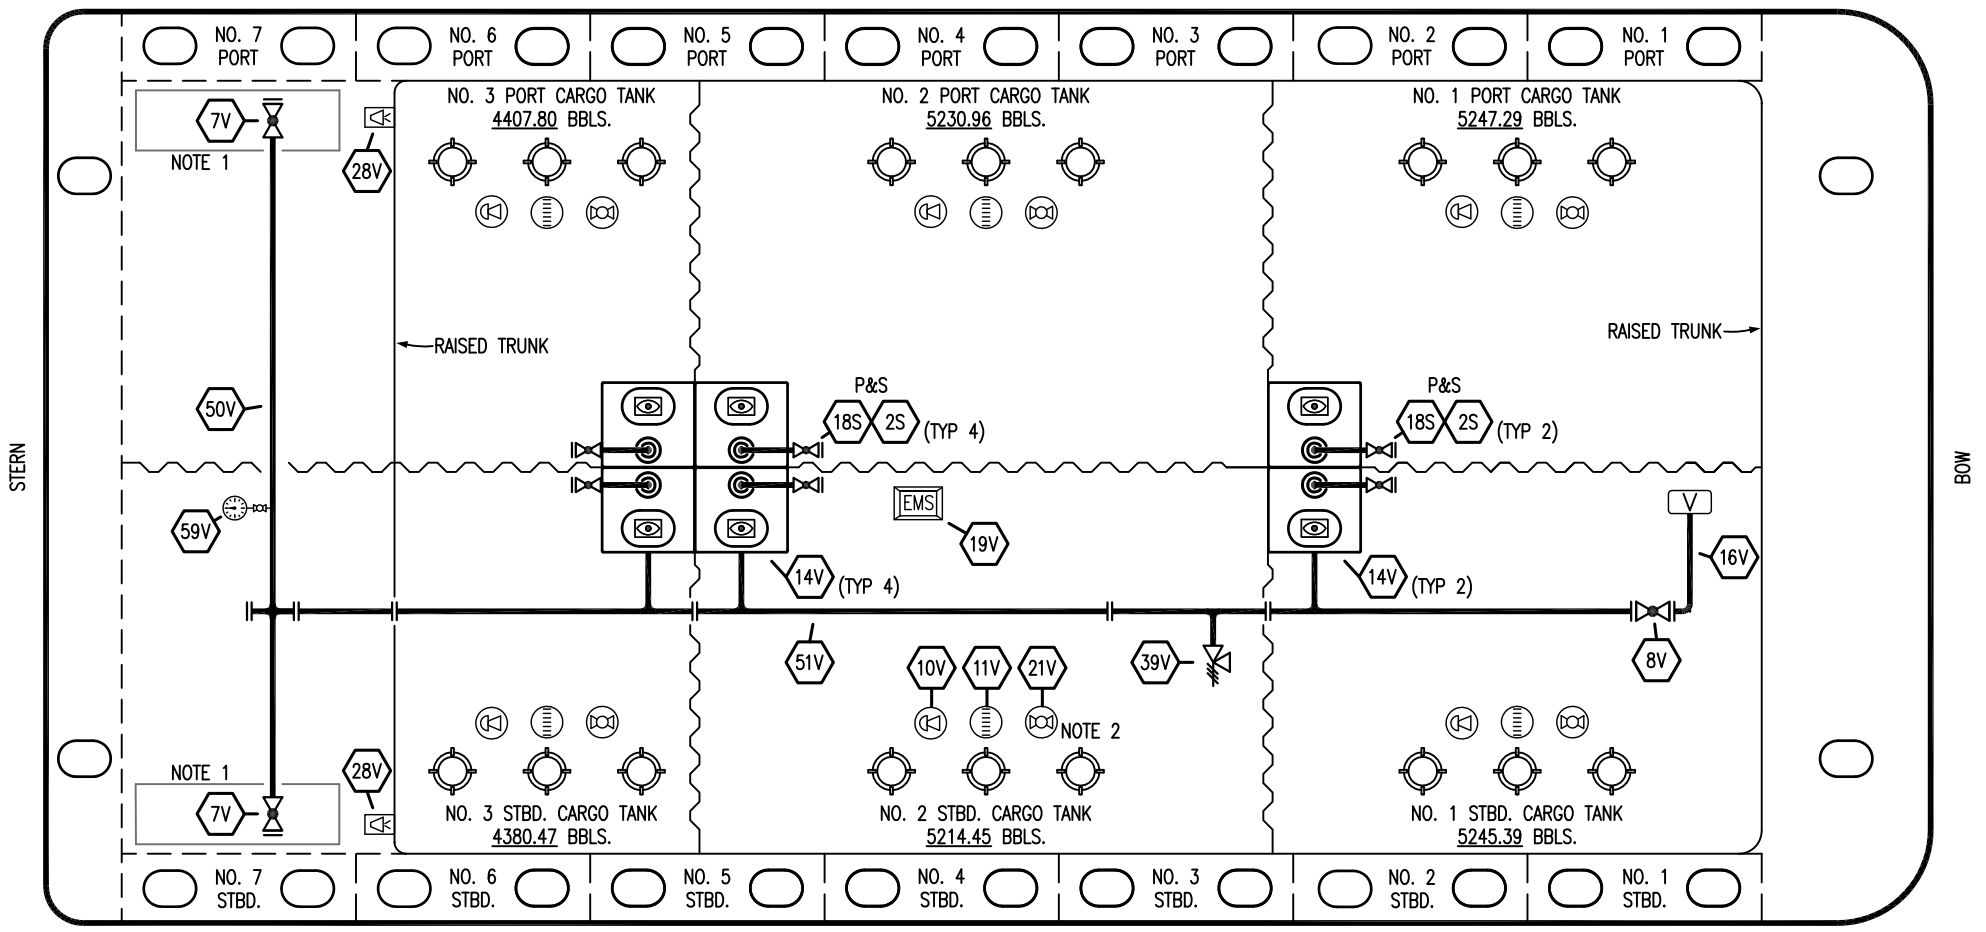 NO. 7
PORT
NO. 6
PORT
NO. 5
PORT
NO. 4
PORT
NO. 3
PORT
NO. 2
PORT
NO. 1
PORT
NO. 3 PORT CARGO TANK
4407.80 BBLS.
NO. 2 PORT CARGO TANK
5230.96 BBLS.
NO. 1 PORT CARGO TANK
5247.29 BBLS.
7V
NOTE 1
28V
RAISED TRUNK
RAISED TRUNK
50V
P&S
18S
2S
(TYP 4)
P&S
18S
2S
(TYP 2)
STERN
BOW
59V
EMS
19V
V
16V
14V
(TYP 4)
14V
(TYP 2)
51V
10V
11V
21V
39V
8V
NOTE 2
NOTE 1
28V
7V
NO. 3 STBD. CARGO TANK
4380.47 BBLS.
NO. 2 STBD. CARGO TANK
5214.45 BBLS.
NO. 1 STBD. CARGO TANK
5245.39 BBLS.
NO. 7
STBD.
NO. 6
STBD.
NO. 5
STBD.
NO. 4
STBD.
NO. 3
STBD.
NO. 2
STBD.
NO. 1
STBD.